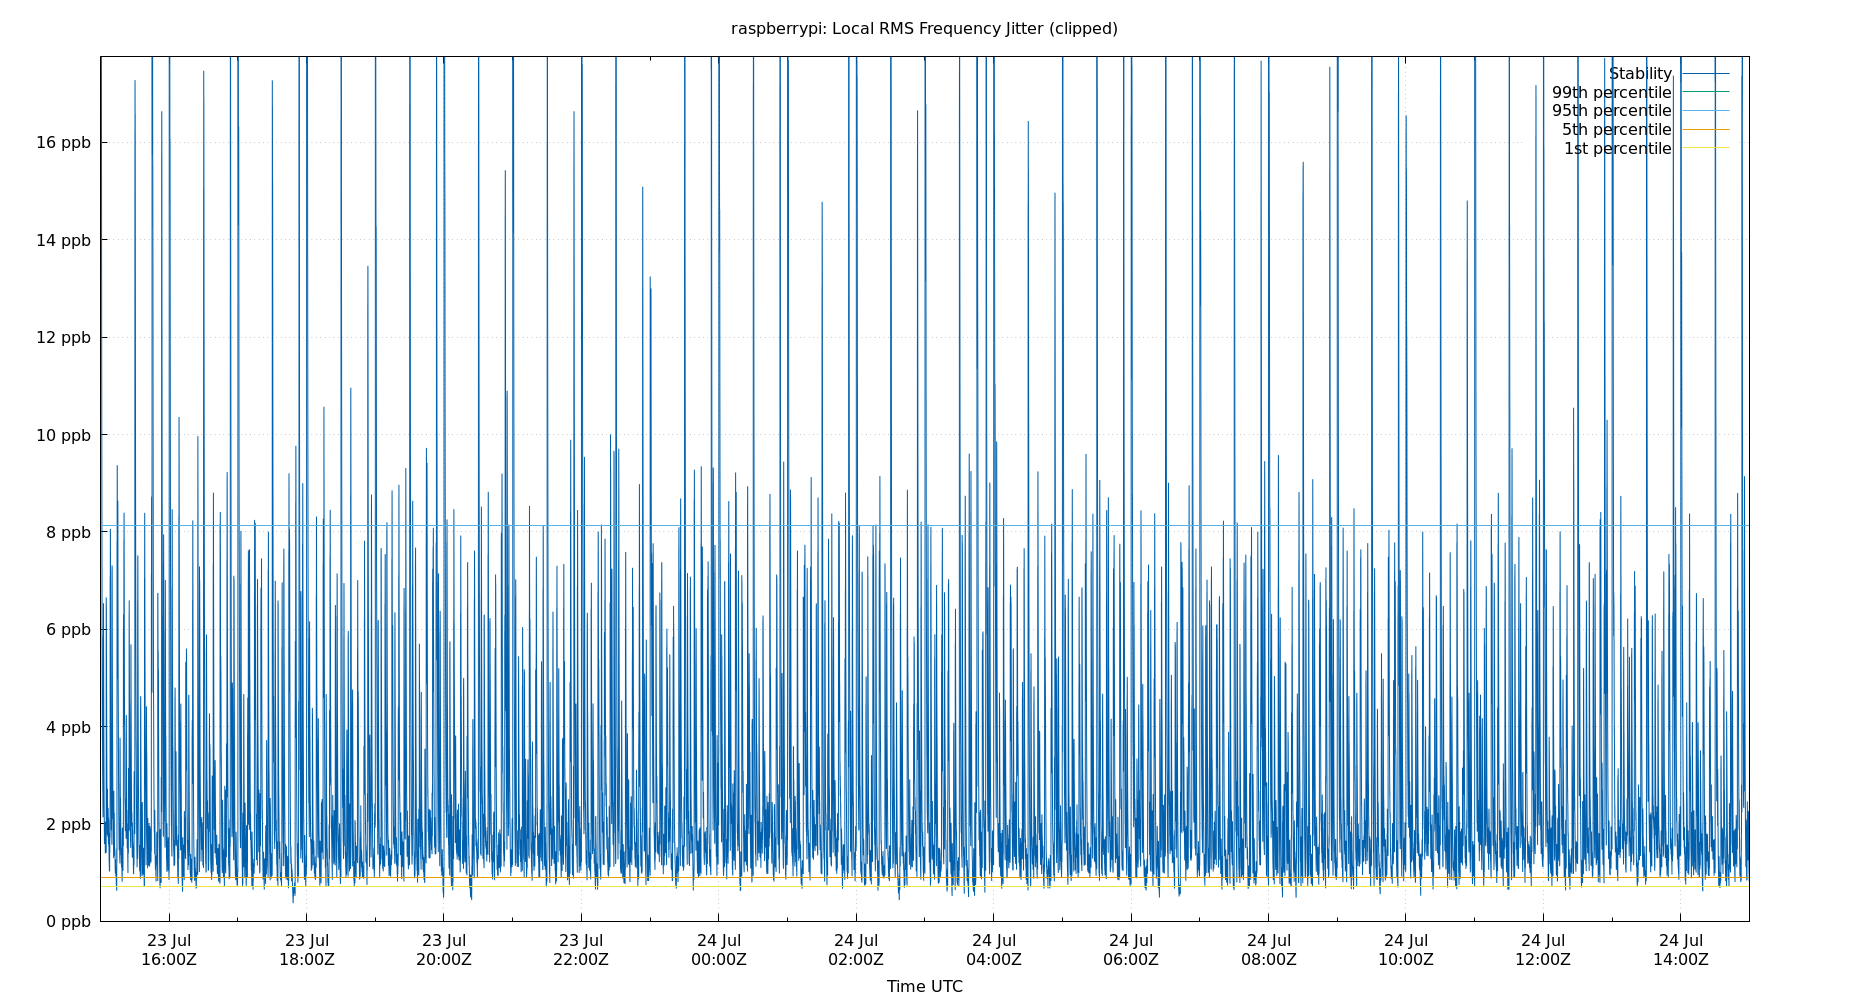 raspberrypi: Local RMS Frequency Jitter (clipped)
Stability
99th percentile
95th percentile
5th percentile
1st percentile
16 ppb
14 ppb
12 ppb
10 ppb
8 ppb
6 ppb
4 ppb
2 ppb
0 ppb
23 Jul 23 Jul 23 Jul 23 Jul 24 Jul 24 Jul 24 Jul 24 Jul 24 Jul 24 Jul 24 Jul 24 Jul
16:00Z 18:00Z 20:00Z 22:00Z 00:00Z 02:00Z 04:00Z 06:00Z 08:00Z 10:00Z 12:00Z 14:00Z
Time UTC